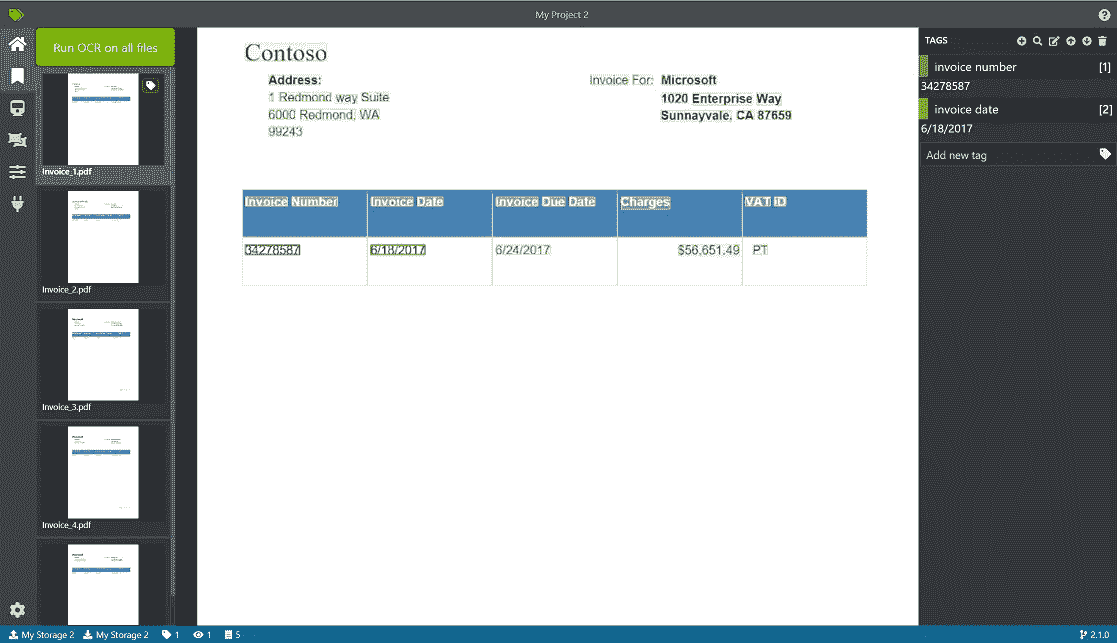 My Project 2
Run OCR on all files
Invoice_1.pdf
Invoice_2.pdf
Invoice_3.pdf
Invoice_4.pdf
Contoso
Address:
1 Redmond way Suite
6000 Redmond, WA
99243
Invoice For: Microsoft
1020 Enterprise Way
Sunnayvale, CA 87659
Invoice Number Invoice Date Invoice Due Date Charges VAT ID
34278587 6/18/2017 6/24/2017 $56,651.49 PT
TAGS
invoice number [1]
34278587
invoice date [2]
6/18/2017
Add new tag
My Storage 2 My Storage 2 1 1 5 2.1.0